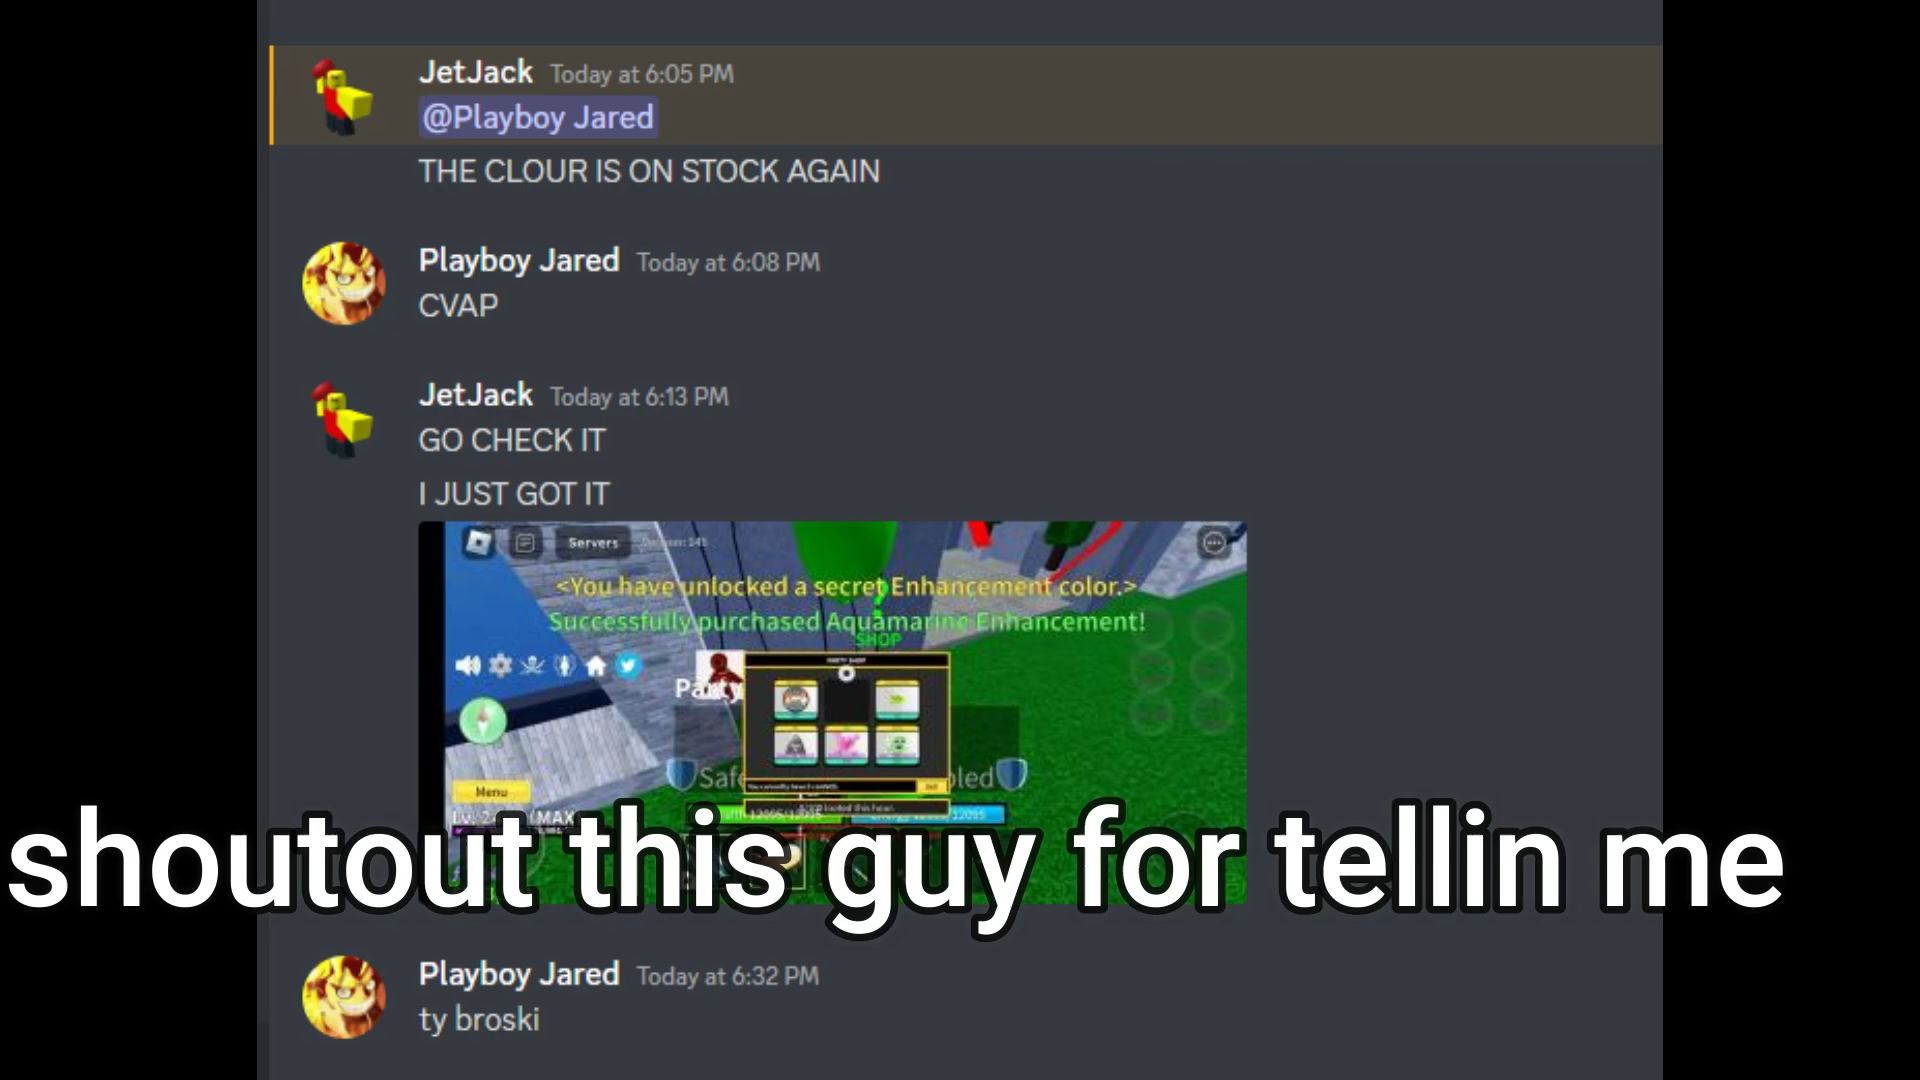 JetJack Today at 6:05 PM
@Playboy Jared
THE CLOUR IS ON STOCK AGAIN
Playboy Jared Today at 6:08 PM
CVAP
JetJack Today at 6:13 PM
GO CHECK IT
I JUST GOT IT
Servers
<You have unlocked a secret Enhancement color.>
Successfully purchased Aquamarine Enhancement!
SHOP
Party
Safe
Menu
shoutout this guy for tellin me
Playboy Jared Today at 6:32 PM
ty broski